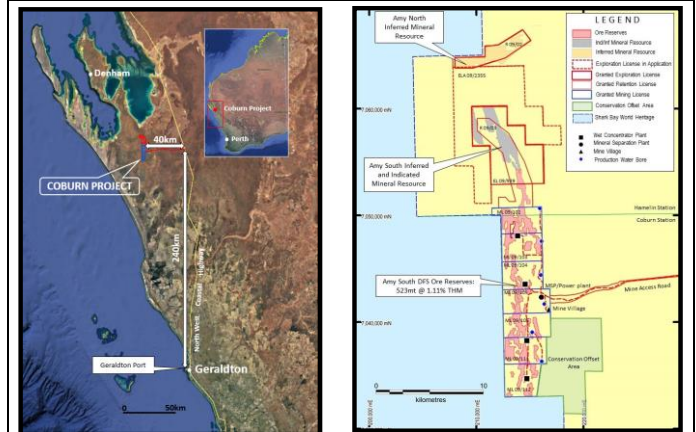 Denham
Coburn Project
Perth
40km
COBURN PROJECT
240km
North West Coastal Highway
Geraldton Port
Geraldton
0 50km
Amy North
Inferred Mineral
Resource
LEGEND
Ore Reserves
Ind/Inf Mineral Resource
Inferred Mineral Resource
Exploration License in Application
Granted Exploration License
Granted Retention License
Granted Mining License
Conservation Offset Area
Shark Bay World Heritage
Wet Concentrator Plant
Mineral Separation Plant
Mine Village
Production Water Bore
Amy South Inferred
and Indicated
Mineral Resource
Hamelin Station
Coburn Station
Amy South DFS Ore Reserves:
523mt @ 1.11% THM
MSP/Power plant
Mine Access Road
Mine Village
Conservation Offset
Area
0 10
kilometres